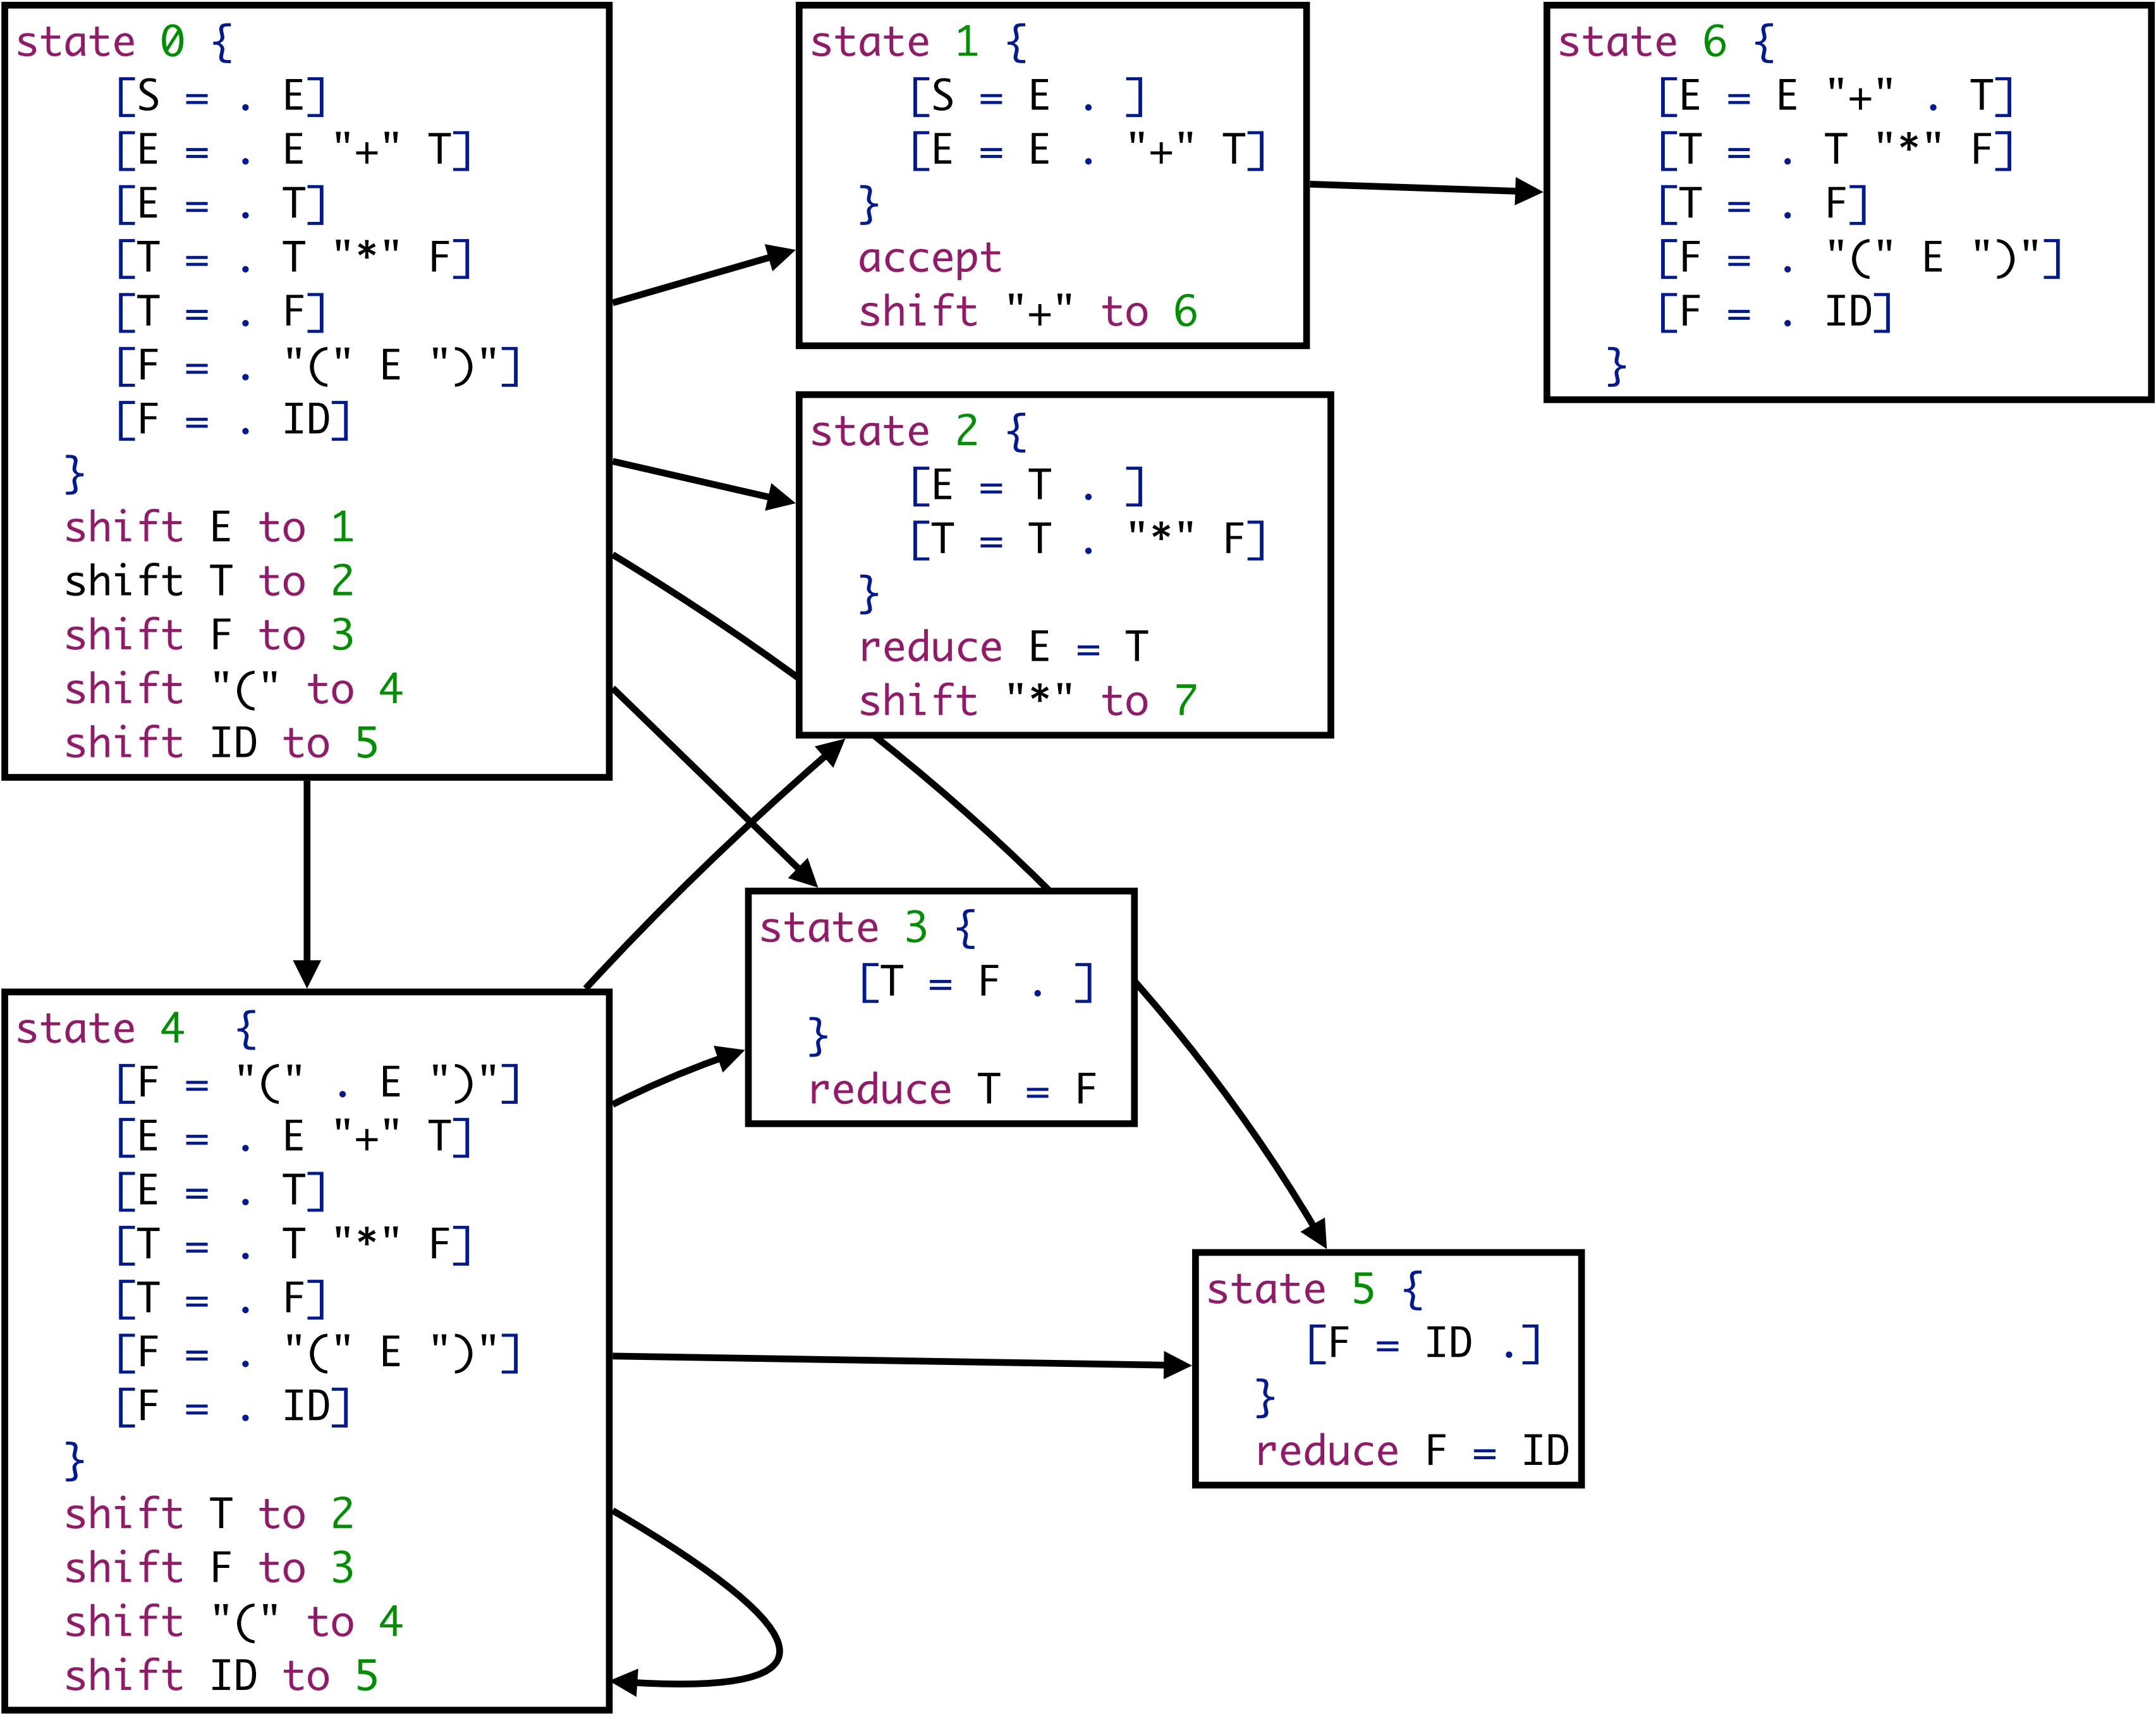 state 0 {
[S = . E]
[E = . E "+" T]
[E = . T]
[T = . T "*" F]
[T = . F]
[F = . "(" E ")"]
[F = . ID]
}
shift E to 1
shift T to 2
shift F to 3
shift "(" to 4
shift ID to 5
state 1 {
[S = E . ]
[E = E . "+" T]
}
accept
shift "+" to 6
state 6 {
[E = E "+" . T]
[T = . T "*" F]
[T = . F]
[F = . "(" E ")"]
[F = . ID]
}
state 2 {
[E = T . ]
[T = T . "*" F]
}
reduce E = T
shift "*" to 7
state 3 {
[T = F . ]
}
reduce T = F
state 4 {
[F = "(" . E ")"]
[E = . E "+" T]
[E = . T]
[T = . T "*" F]
[T = . F]
[F = . "(" E ")"]
[F = . ID]
}
shift T to 2
shift F to 3
shift "(" to 4
shift ID to 5
state 5 {
[F = ID .]
}
reduce F = ID